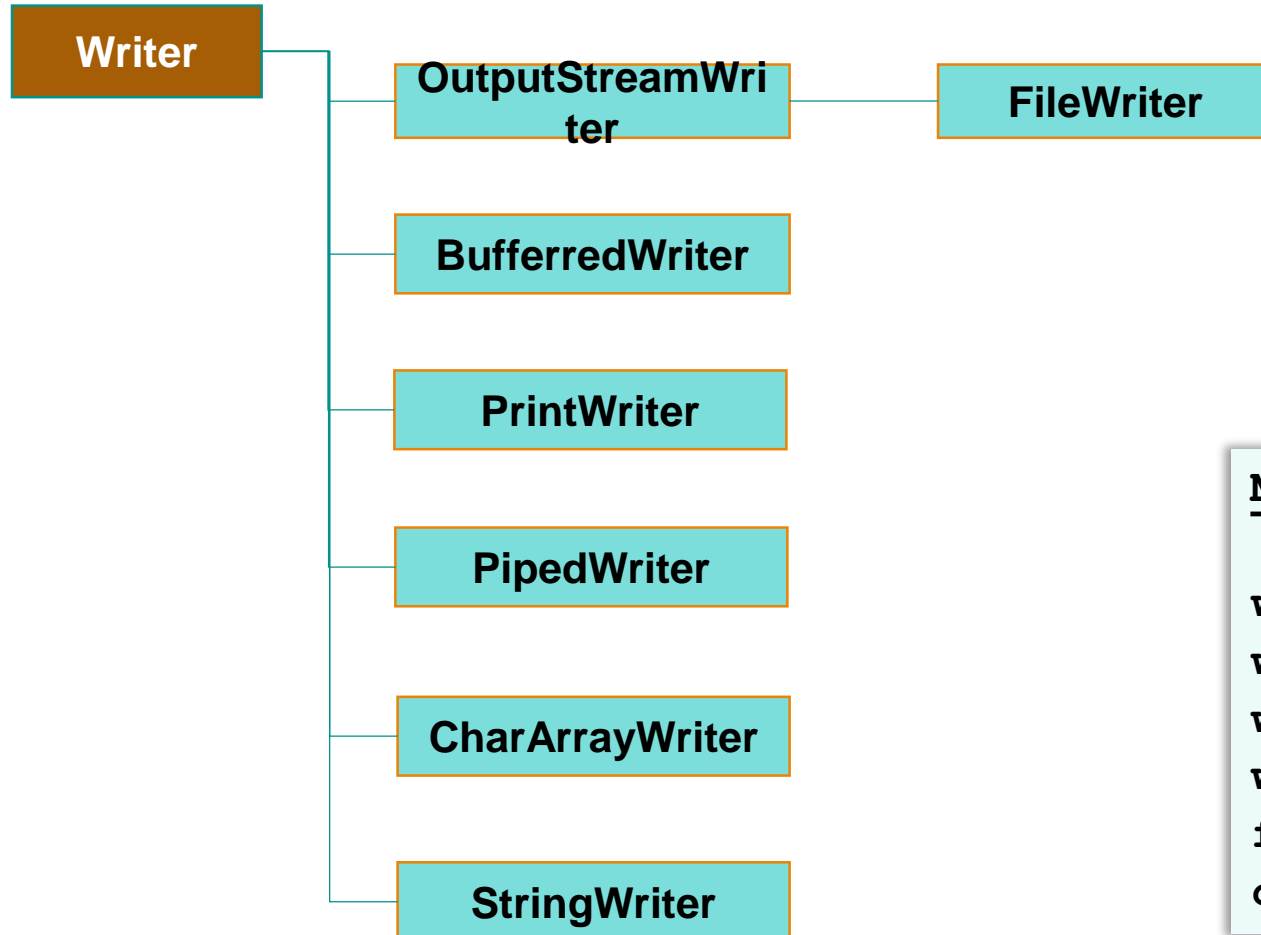 Writer
OutputStreamWri
ter
FileWriter
BufferredWriter
PrintWriter
PipedWriter
CharArrayWriter
StringWriter